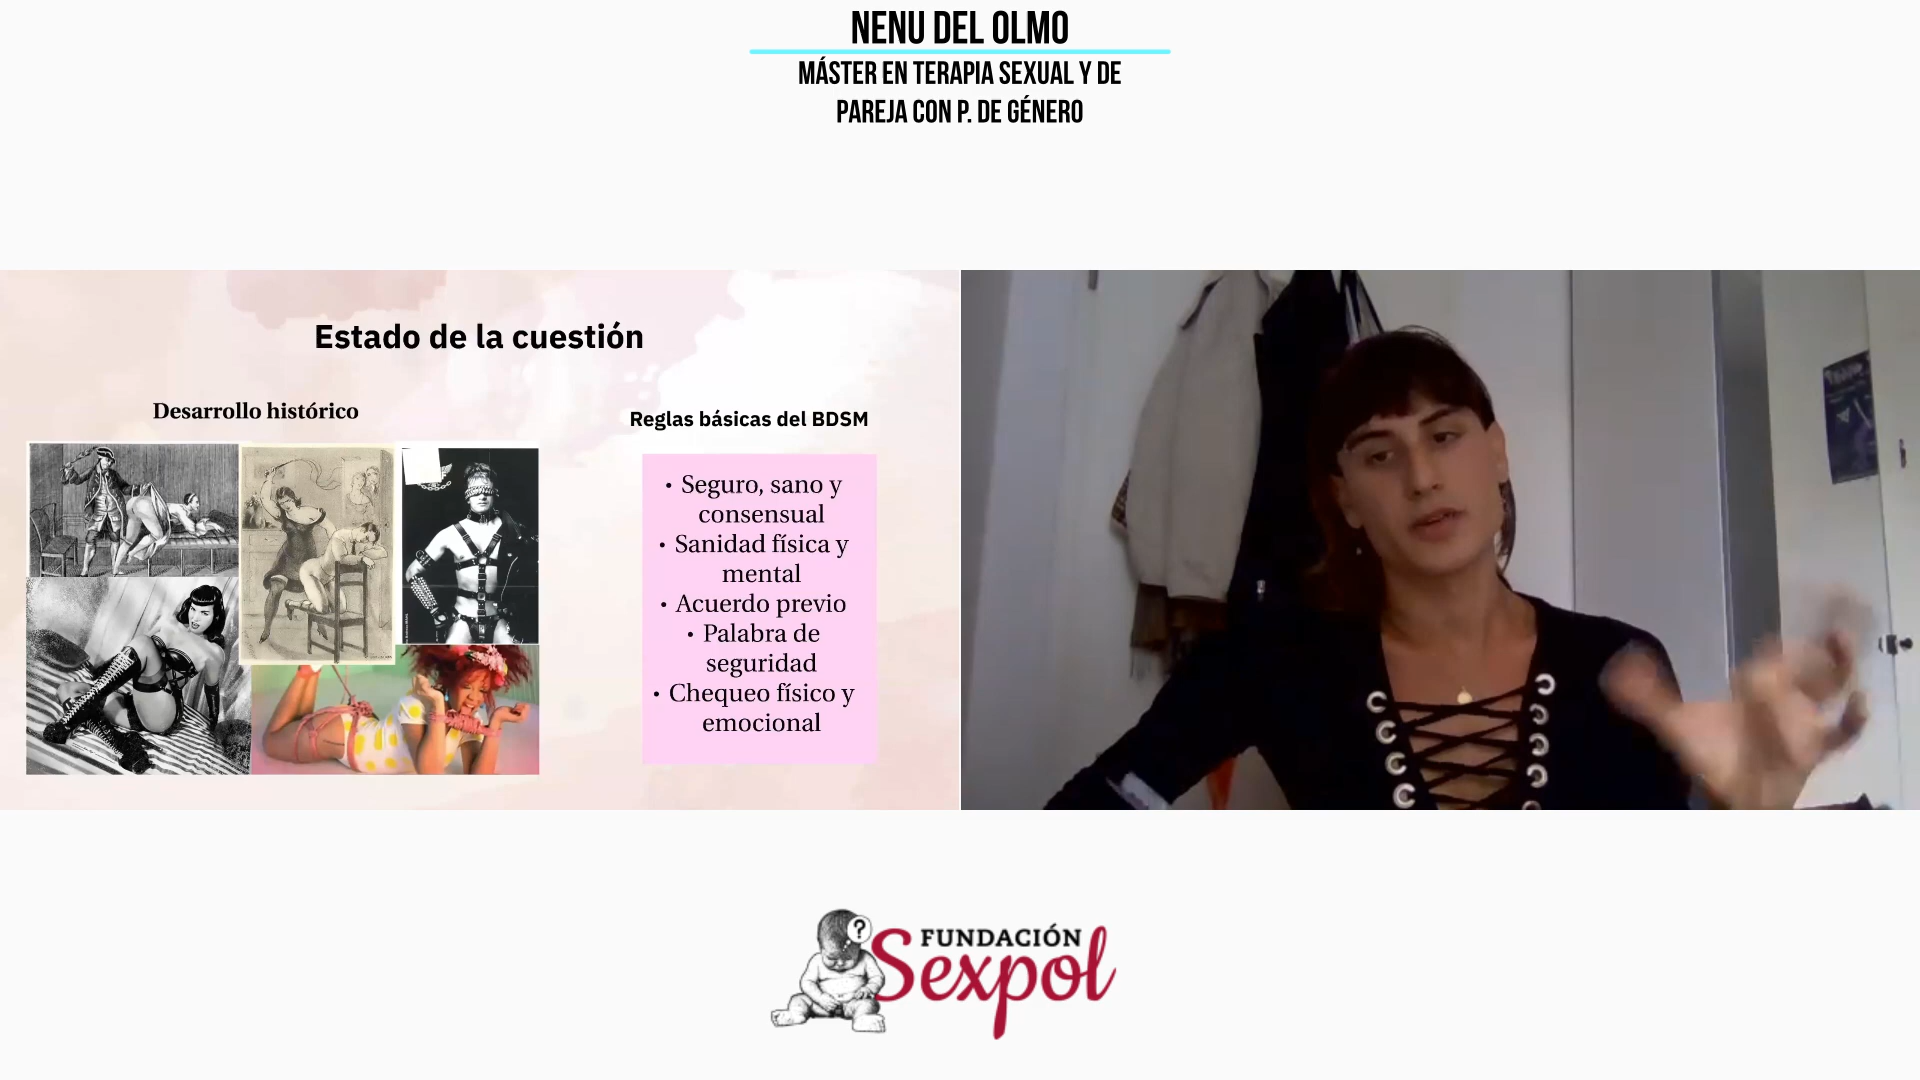 NENU DEL OLMO
MÁSTER EN TERAPIA SEXUAL Y DE
PAREJA CON P. DE GÉNERO
Estado de la cuestión
Desarrollo histórico
Reglas básicas del BDSM
• Seguro, sano y
consensual
• Sanidad física y
mental
• Acuerdo previo
• Palabra de
seguridad
• Chequeo físico y
emocional
?
FUNDACIÓN
Sexpol